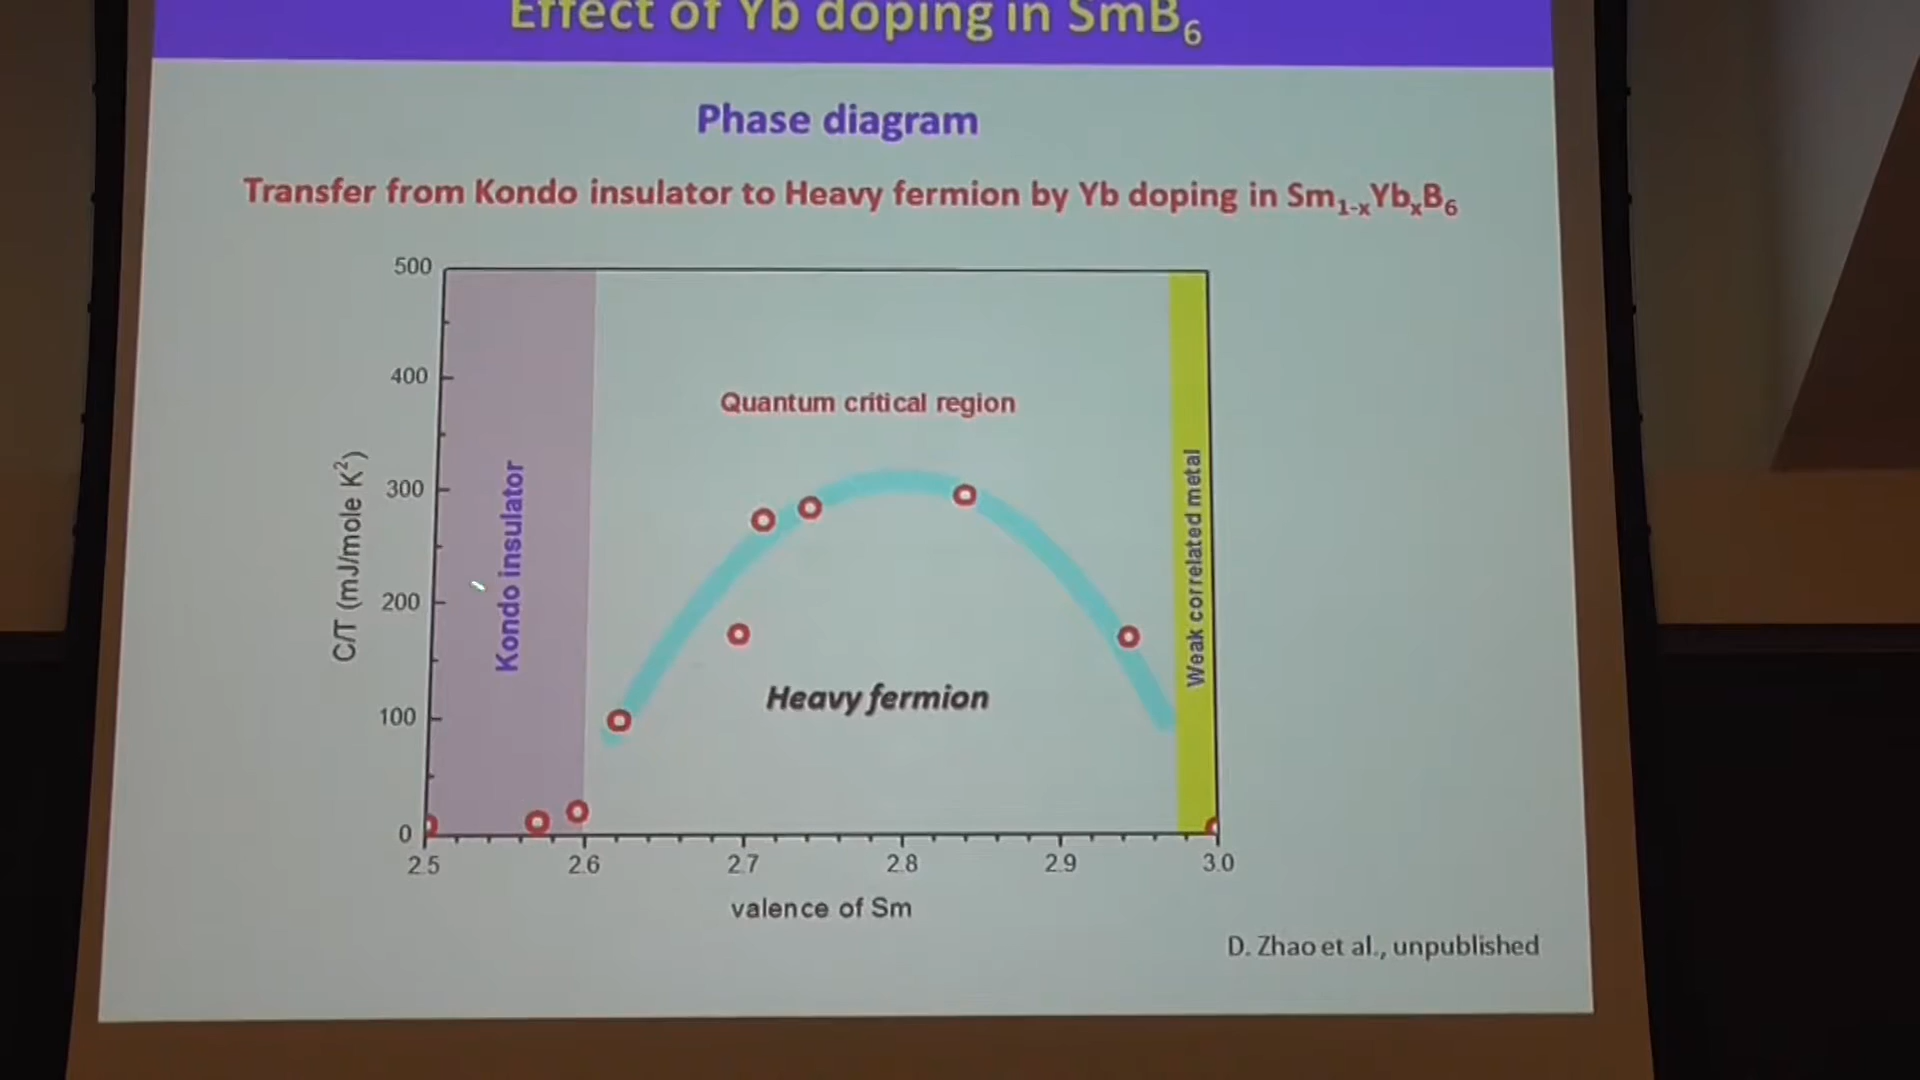 Effect of Yb doping in SmB₆
Phase diagram
Transfer from Kondo insulator to Heavy fermion by Yb doping in Sm₁₋ₓYbₓB₆
500
400
300
200
100
0
C/T (mJ/mole K²)
Kondo insulator
Quantum critical region
Heavy fermion
Weak correlated metal
2.5 2.6 2.7 2.8 2.9 3.0
valence of Sm
D. Zhao et al., unpublished